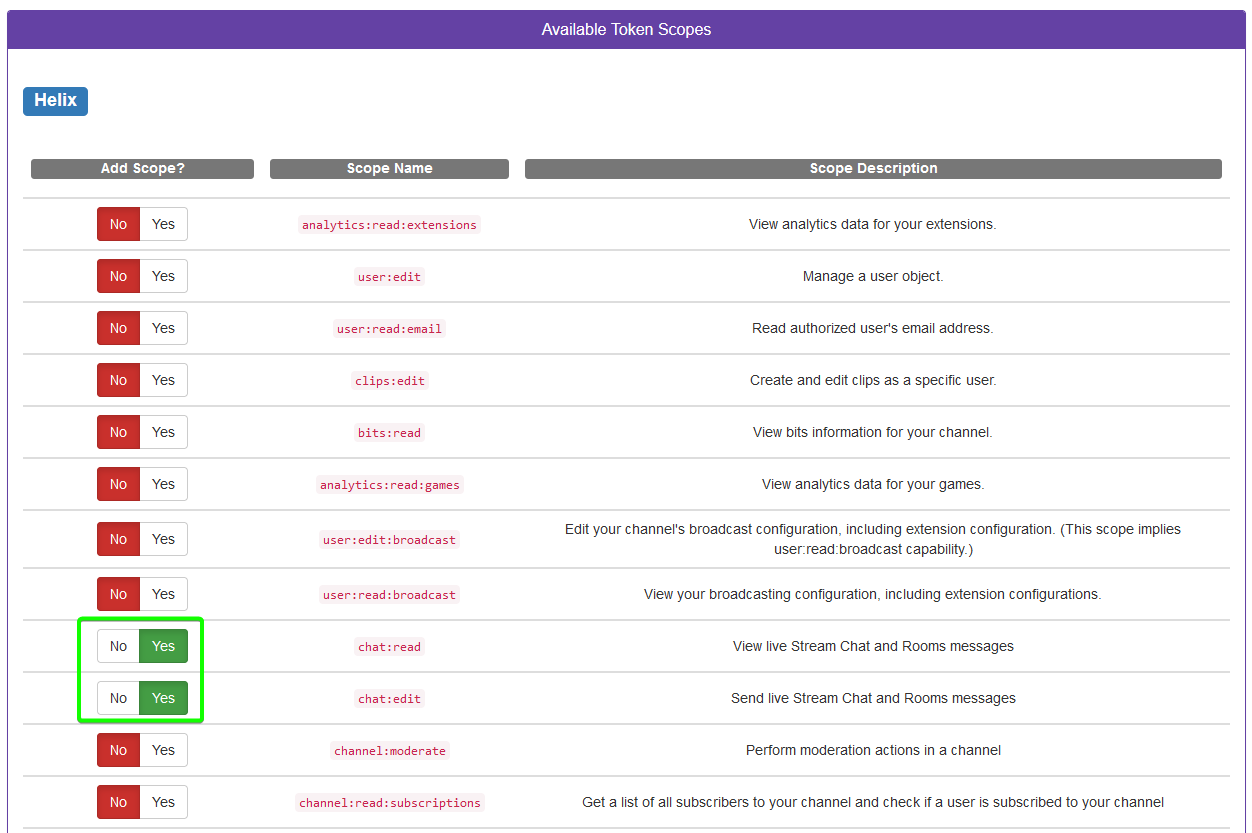 Available Token Scopes
Helix
Add Scope? Scope Name Scope Description
No Yes analytics:read:extensions View analytics data for your extensions.
No Yes user:edit Manage a user object.
No Yes user:read:email Read authorized user's email address.
No Yes clips:edit Create and edit clips as a specific user.
No Yes bits:read View bits information for your channel.
No Yes analytics:read:games View analytics data for your games.
No Yes user:edit:broadcast Edit your channel's broadcast configuration, including extension configuration. (This scope implies
user:read:broadcast capability.)
No Yes user:read:broadcast View your broadcasting configuration, including extension configurations.
No Yes chat:read View live Stream Chat and Rooms messages
No Yes chat:edit Send live Stream Chat and Rooms messages
No Yes channel:moderate Perform moderation actions in a channel
No Yes channel:read:subscriptions Get a list of all subscribers to your channel and check if a user is subscribed to your channel